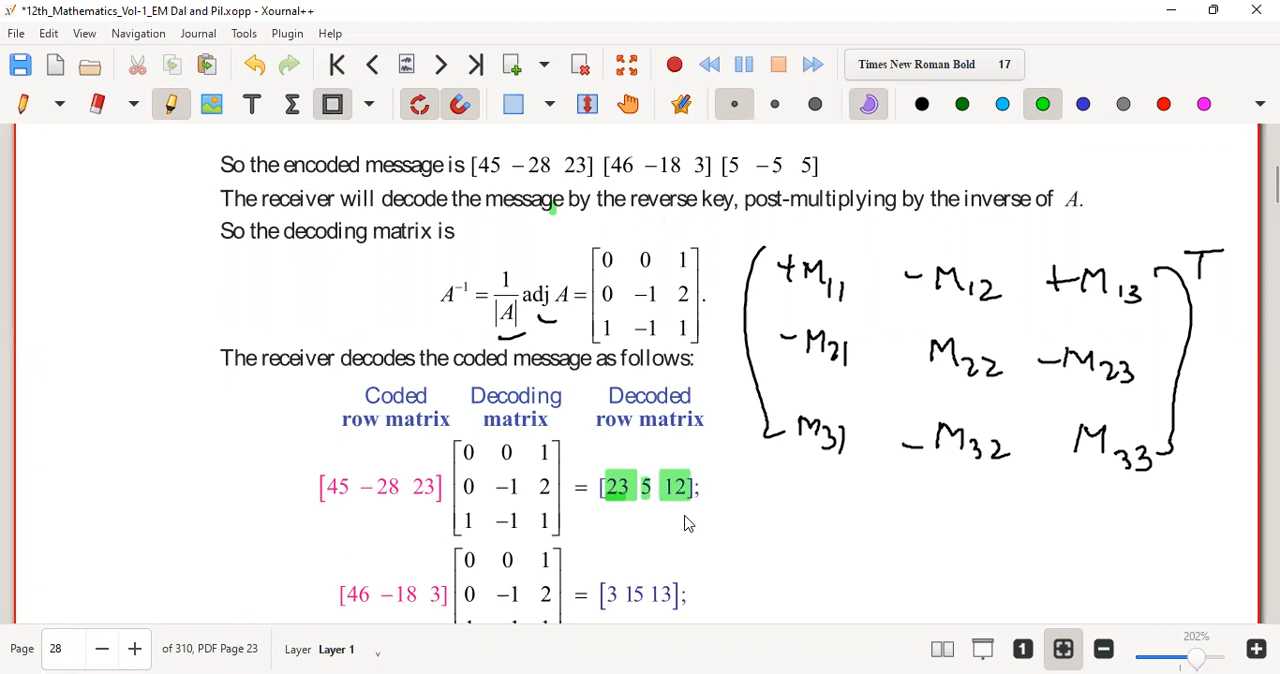 *12th_Mathematics_Vol-1_EM Dal and Pil.xopp - Xournal++
File Edit View Navigation Journal Tools Plugin Help
Times New Roman Bold 17
So the encoded message is [45 −28 23] [46 −18 3] [5 −5 5]
The receiver will decode the message by the reverse key, post-multiplying by the inverse of A.
So the decoding matrix is
A⁻¹ = 1/|A| adj A = [0 0 1
0 −1 2
1 −1 1].
(+M11 −M12 +M13
−M21 M22 −M23
M31 −M32 M33)T
The receiver decodes the coded message as follows:
Coded Decoding Decoded
row matrix matrix row matrix
[45 −28 23] [0 0 1
0 −1 2
1 −1 1] = [23 5 12];
[46 −18 3] [0 0 1
0 −1 2
= [3 15 13];
Page 28 of 310, PDF Page 23 Layer Layer 1 202%